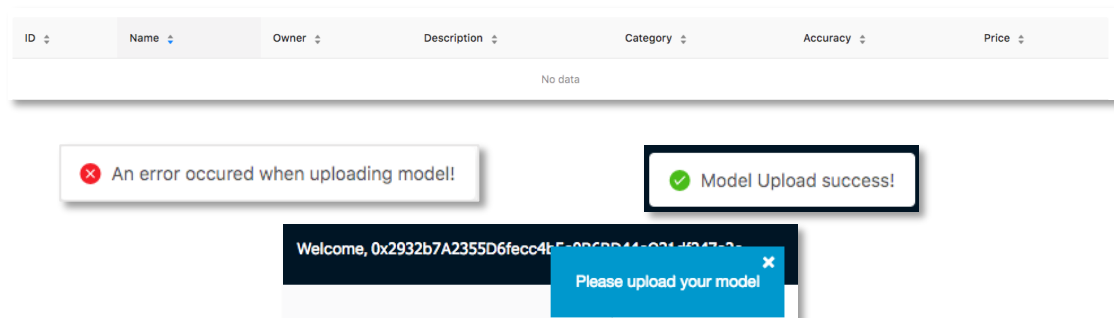 ID Name Owner Description Category Accuracy Price
No data
An error occured when uploading model!
Model Upload success!
Welcome,
Please upload your model